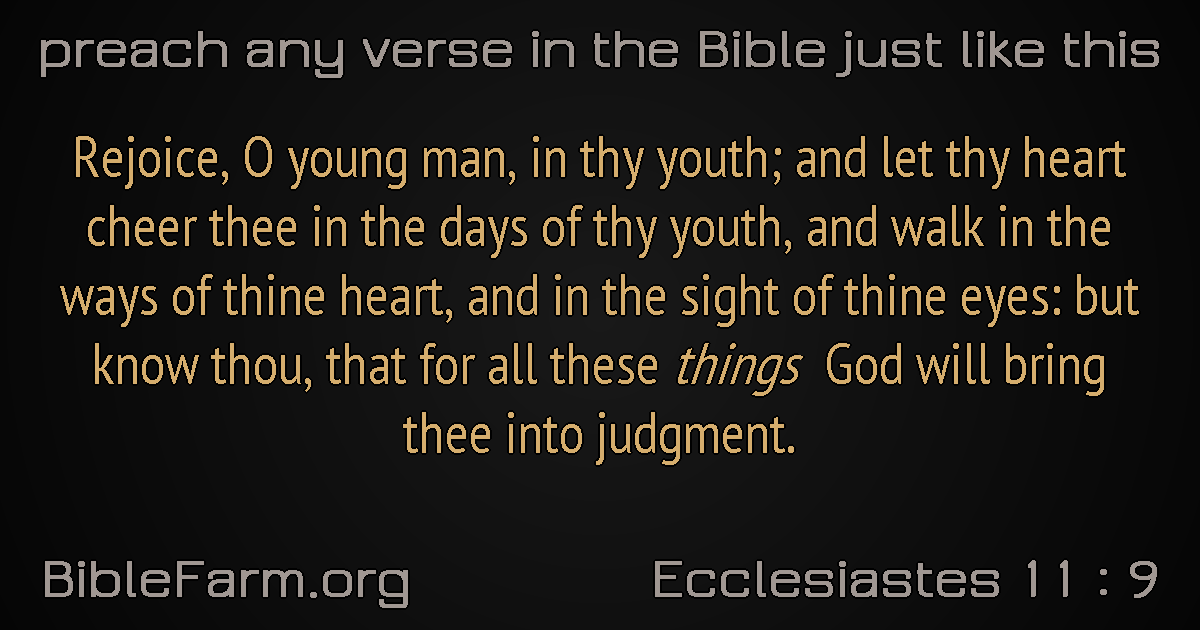 preach any verse in the Bible just like this
Rejoice, O young man, in thy youth; and let thy heart
cheer thee in the days of thy youth, and walk in the
ways of thine heart, and in the sight of thine eyes: but
know thou, that for all these things God will bring
thee into judgment.
BibleFarm.org
Ecclesiastes 11 : 9